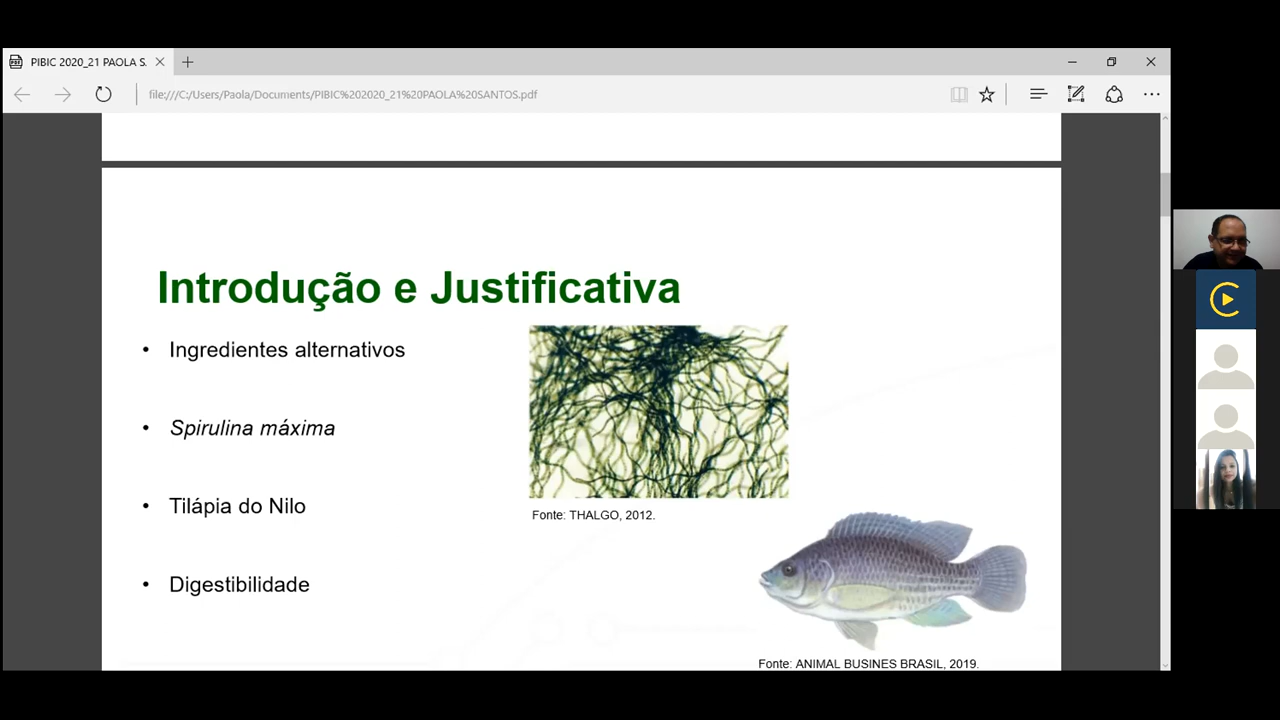 PIBIC 2020_21 PAOLA S.
file:///C:/Users/Paola/Documents/PIBIC%202020_21%20PAOLA%20SANTOS.pdf
Introdução e Justificativa
• Ingredientes alternativos
• Spirulina máxima
• Tilápia do Nilo
• Digestibilidade
Fonte: THALGO, 2012.
Fonte: ANIMAL BUSINES BRASIL, 2019.